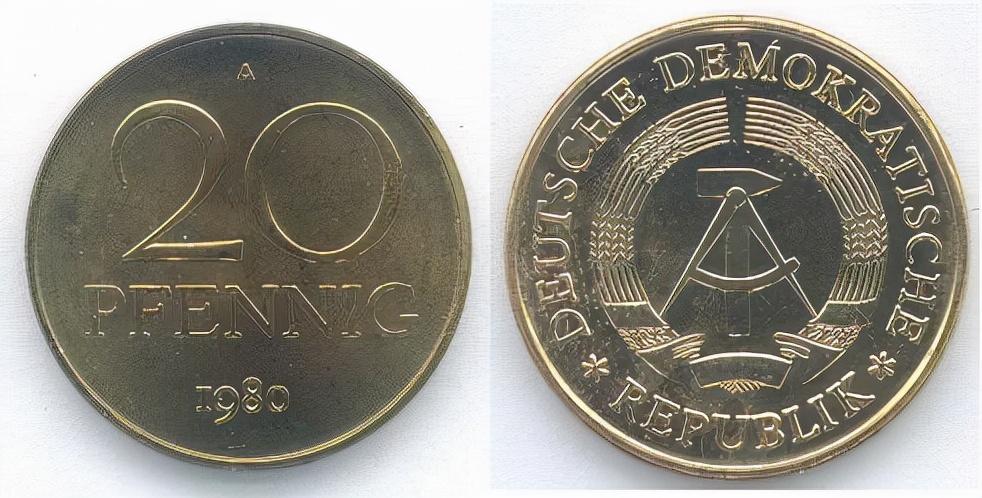 A
20
PFENNIG
1980
DEUTSCHE DEMOKRATISCHE
* REPUBLIK *